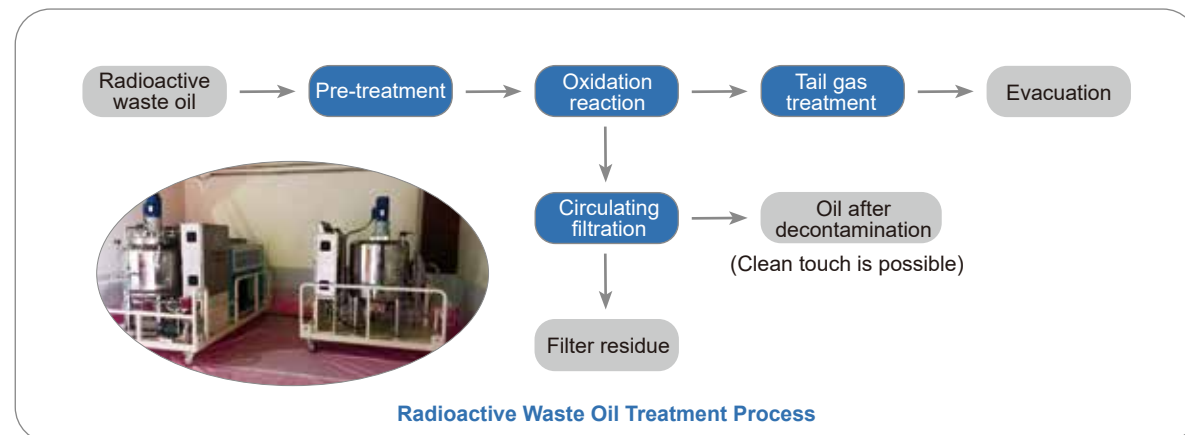 Radioactive
waste oil
Pre-treatment
Oxidation
reaction
Tail gas
treatment
Evacuation
Circulating
filtration
Oil after
decontamination
(Clean touch is possible)
Filter residue
Radioactive Waste Oil Treatment Process